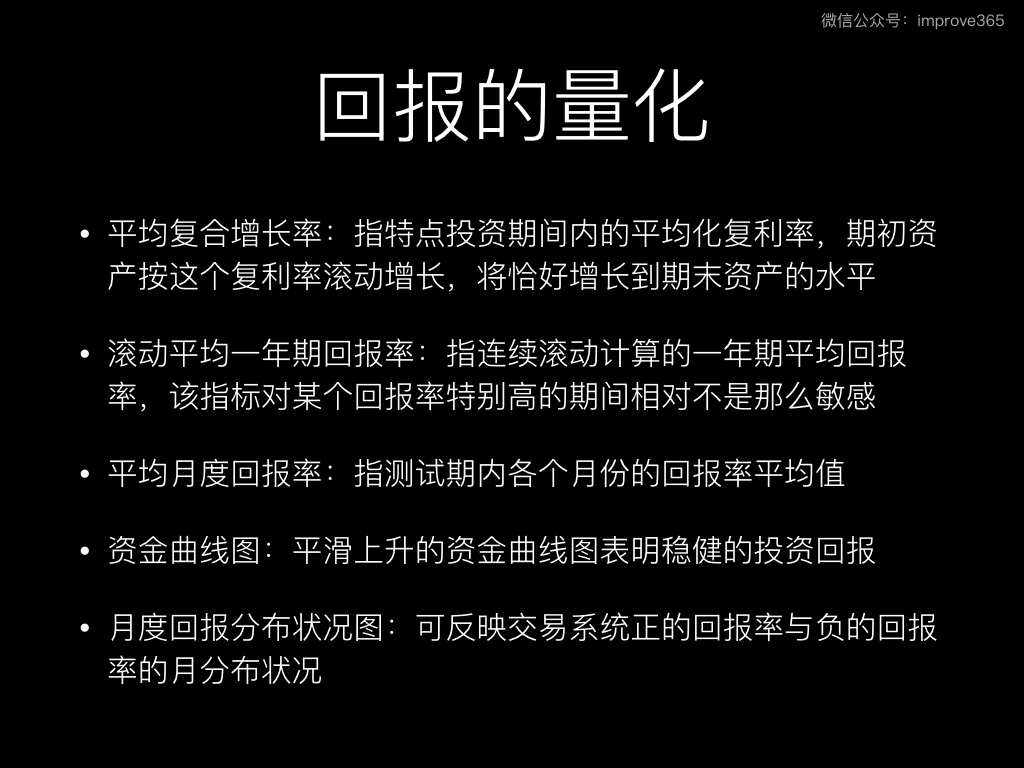 微信公众号：improve365
回报的量化
• 平均复合增长率：指特点投资期间内的平均化复利率，期初资
产按这个复利率滚动增长，将恰好增长到期末资产的水平
• 滚动平均一年期回报率：指连续滚动计算的一年期平均回报
率，该指标对某个回报率特别高的期间相对不是那么敏感
• 平均月度回报率：指测试期内各个月份的回报率平均值
• 资金曲线图：平滑上升的资金曲线图表明稳健的投资回报
• 月度回报分布状况图：可反映交易系统正的回报率与负的回报
率的月分布状况